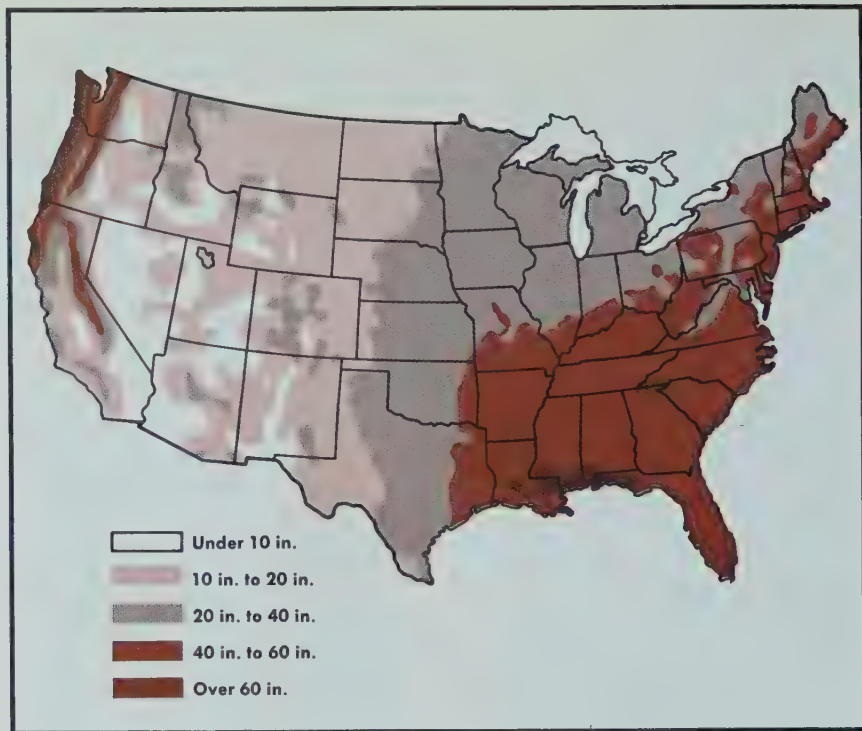 Under 10 in.
10 in. to 20 in.
20 in. to 40 in.
40 in. to 60 in.
Over 60 in.